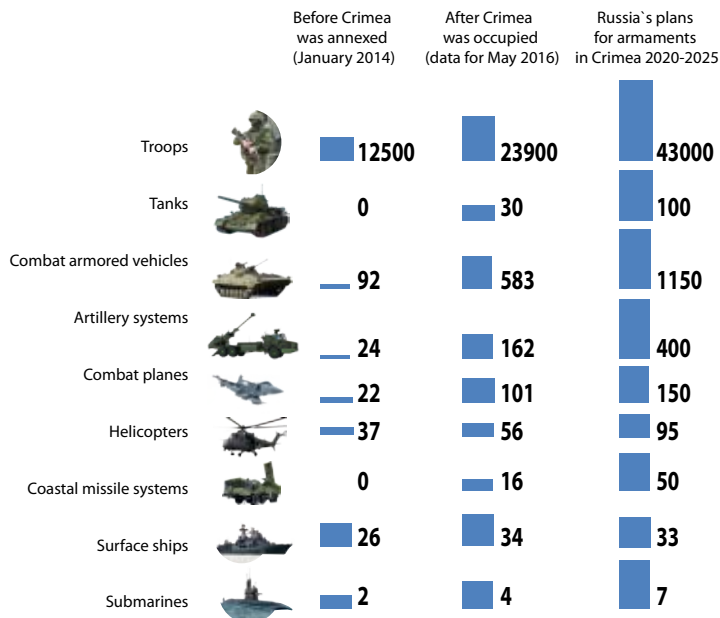 Before Crimea
was annexed
(January 2014)
After Crimea
was occupied
(data for May 2016)
Russia`s plans
for armaments
in Crimea 2020-2025
Troops 12500 23900 43000
Tanks 0 30 100
Combat armored vehicles 92 583 1150
Artillery systems 24 162 400
Combat planes 22 101 150
Helicopters 37 56 95
Coastal missile systems 0 16 50
Surface ships 26 34 33
Submarines 2 4 7